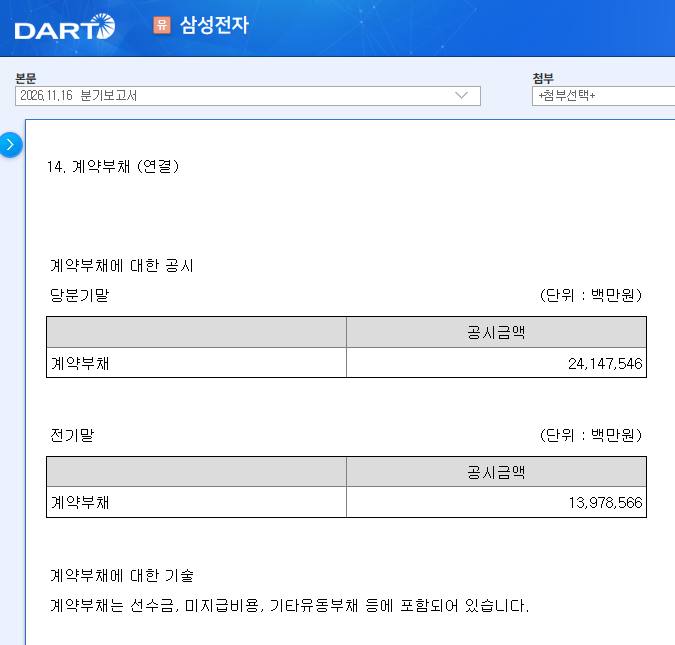 DART 유 삼성전자
본문 첨부
2026.11.16 분기보고서 +첨부선택+
14. 계약부채 (연결)
계약부채에 대한 공시
당분기말 (단위 : 백만원)
공시금액
계약부채 24,147,546
전기말 (단위 : 백만원)
공시금액
계약부채 13,978,566
계약부채에 대한 기술
계약부채는 선수금, 미지급비용, 기타유동부채 등에 포함되어 있습니다.